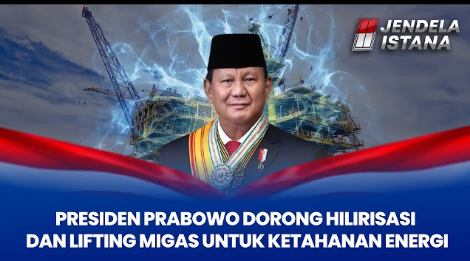 JENDELA
ISTANA
PRESIDEN PRABOWO DORONG HILIRISASI
DAN LIFTING MIGAS UNTUK KETAHANAN ENERGI